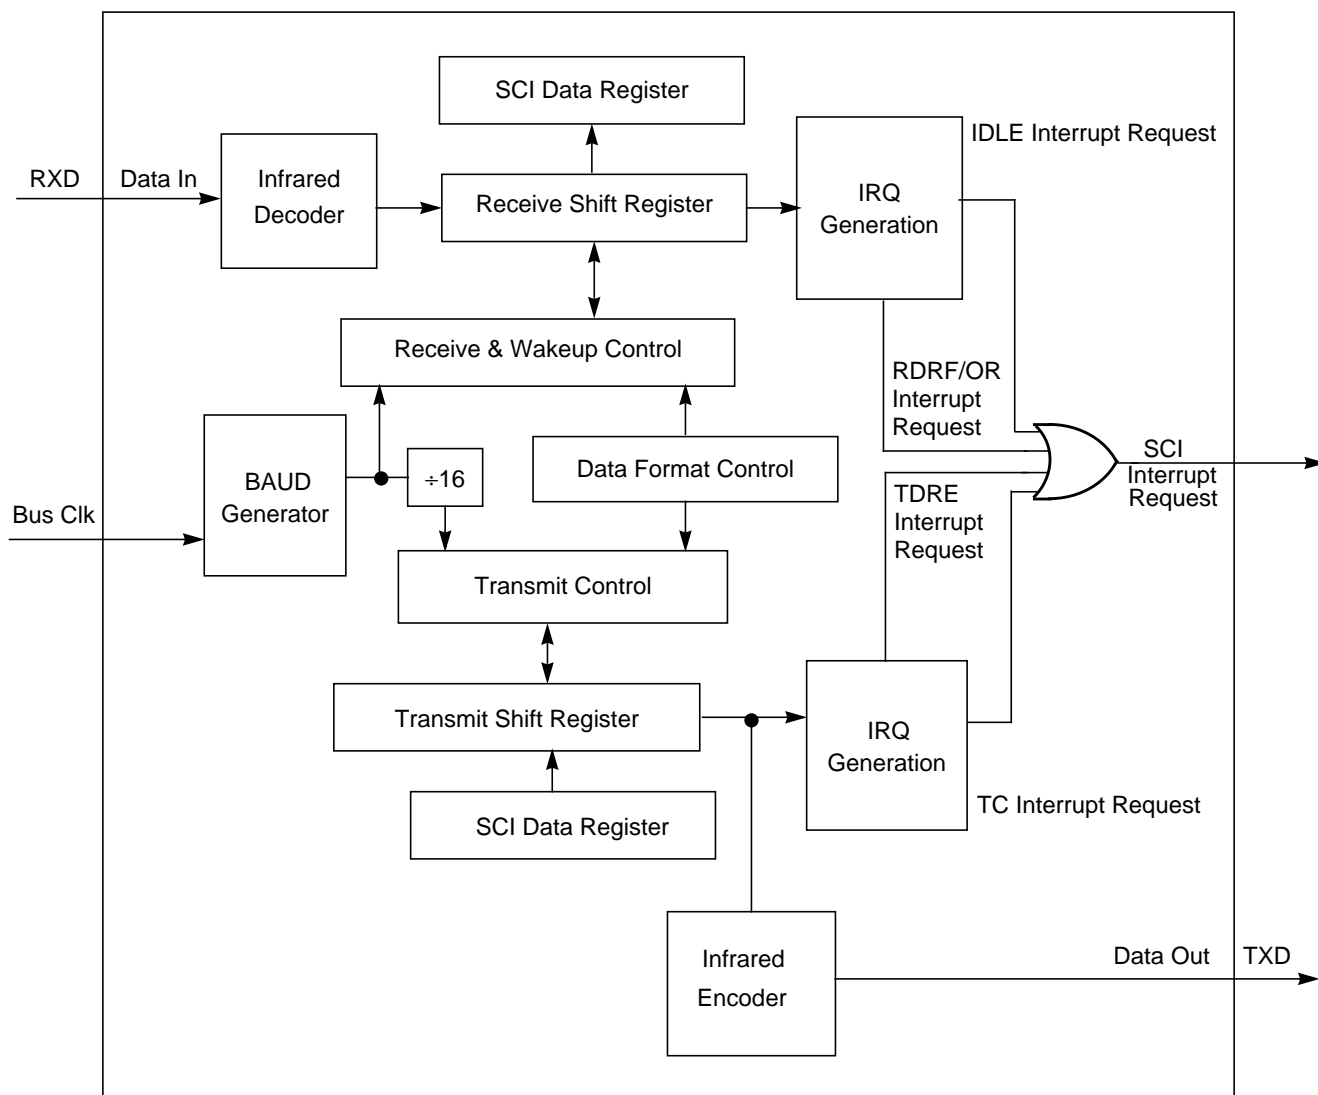 SCI Data Register
IDLE Interrupt Request
RXD
Data In
Infrared
Decoder
Receive Shift Register
IRQ
Generation
Receive & Wakeup Control
RDRF/OR
Interrupt
Request
BAUD
Generator
÷16
Data Format Control
SCI
Interrupt
Request
Bus Clk
TDRE
Interrupt
Request
Transmit Control
Transmit Shift Register
IRQ
Generation
SCI Data Register
TC Interrupt Request
Infrared
Encoder
Data Out
TXD